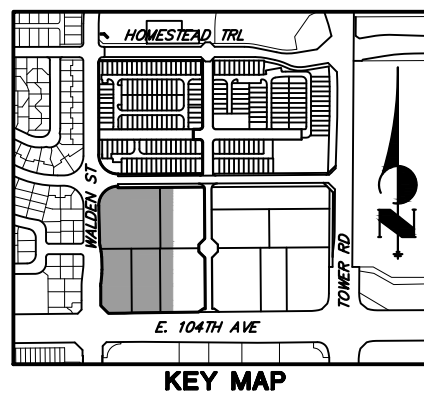 HOMESTEAD TRL
WALDEN ST
TOWER RD
N
E. 104TH AVE
KEY MAP